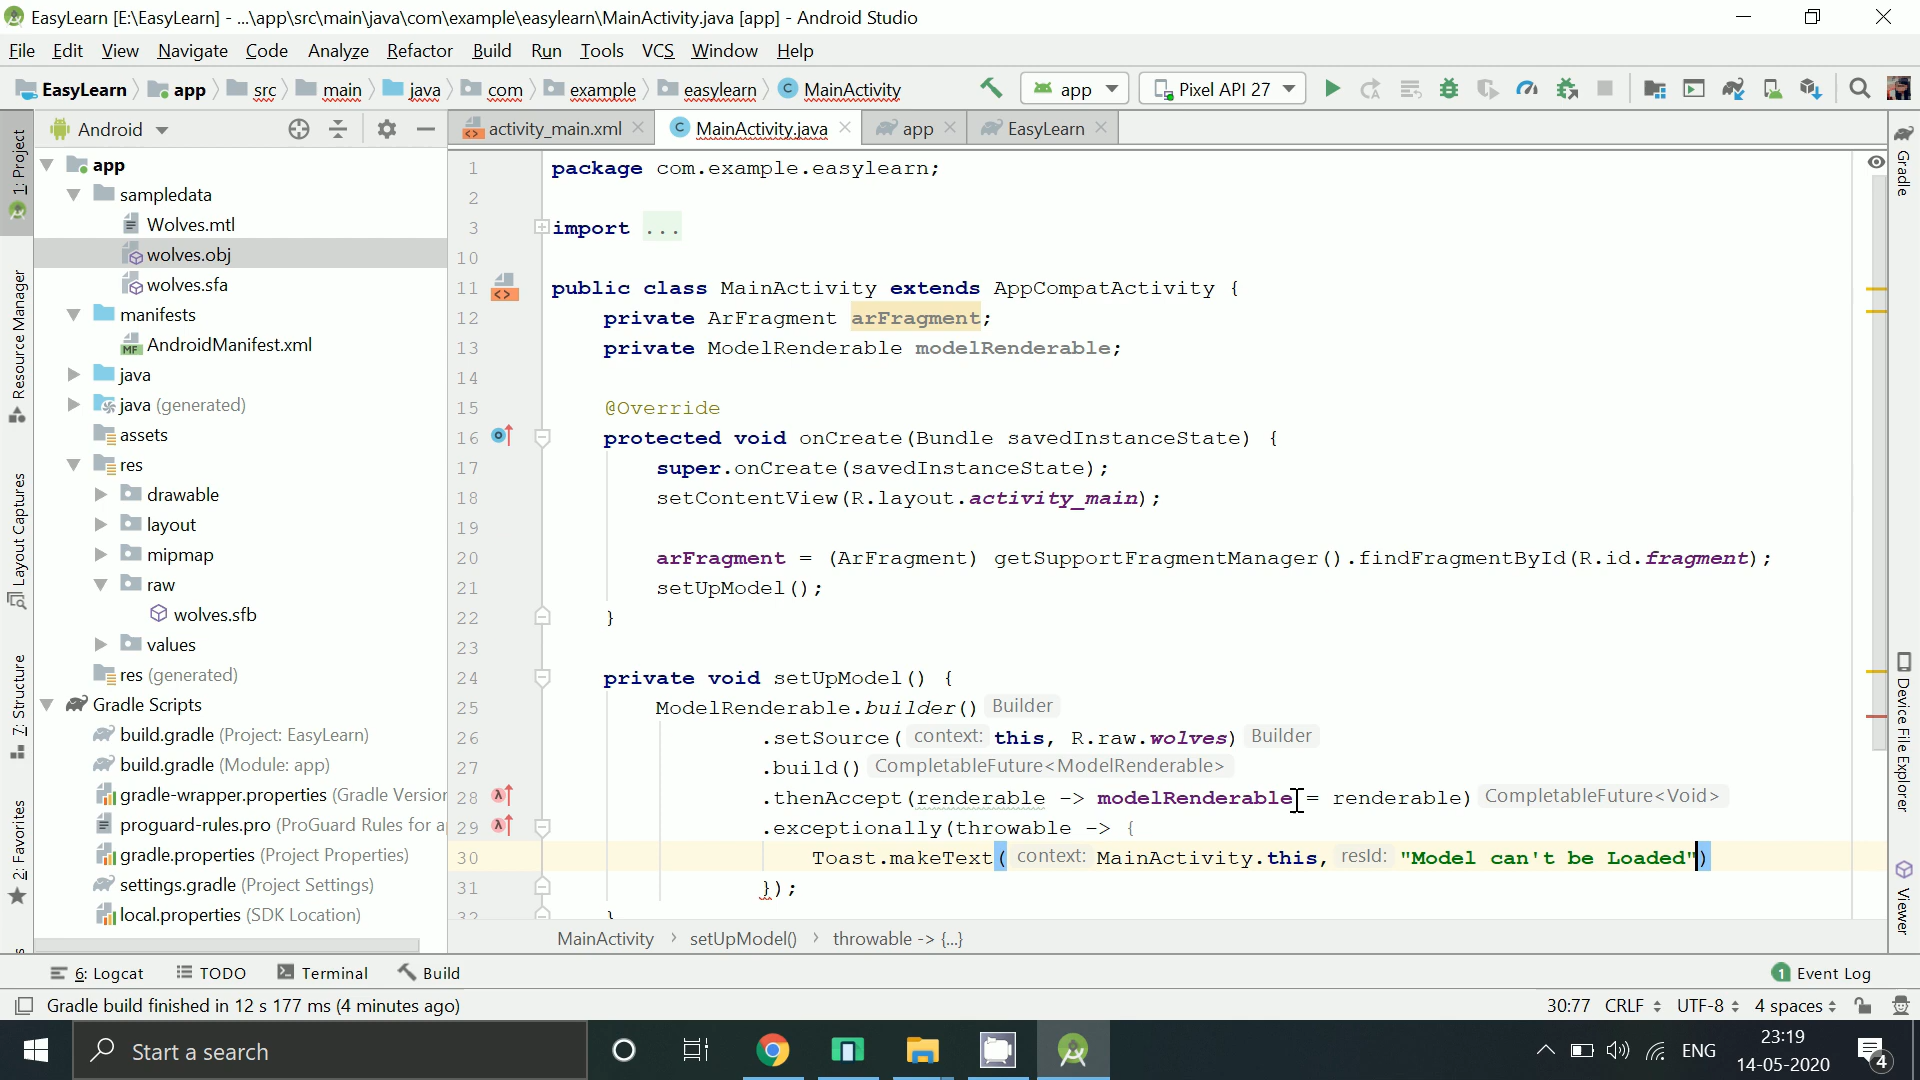 EasyLearn [E:\EasyLearn] - ...\app\src\main\java\com\example\easylearn\MainActivity.java [app] - Android Studio
File Edit View Navigate Code Analyze Refactor Build Run Tools VCS Window Help
EasyLearn app src main java com example easylearn MainActivity app Pixel API 27
Android
activity_main.xml MainActivity.java app EasyLearn
1: Project
Resource Manager
Layout Captures
7: Structure
2: Favorites
app
sampledata
Wolves.mtl
wolves.obj
wolves.sfa
manifests
AndroidManifest.xml
java
java (generated)
assets
res
drawable
layout
mipmap
raw
wolves.sfb
values
res (generated)
Gradle Scripts
build.gradle (Project: EasyLearn)
build.gradle (Module: app)
gradle-wrapper.properties (Gradle Version
proguard-rules.pro (ProGuard Rules for a
gradle.properties (Project Properties)
settings.gradle (Project Settings)
local.properties (SDK Location)
1 package com.example.easylearn;
2
3 import ...
10
11 public class MainActivity extends AppCompatActivity {
12 private ArFragment arFragment;
13 private ModelRenderable modelRenderable;
14
15 @Override
16 protected void onCreate(Bundle savedInstanceState) {
17 super.onCreate(savedInstanceState);
18 setContentView(R.layout.activity_main);
19
20 arFragment = (ArFragment) getSupportFragmentManager().findFragmentById(R.id.fragment);
21 setUpModel();
22 }
23
24 private void setUpModel() {
25 ModelRenderable.builder() Builder
26 .setSource( context: this, R.raw.wolves) Builder
27 .build() CompletableFuture<ModelRenderable>
28 .thenAccept(renderable -> modelRenderable = renderable) CompletableFuture<Void>
29 .exceptionally(throwable -> {
30 Toast.makeText( context: MainActivity.this, resId: "Model can't be Loaded")
31 });
32 }
MainActivity › setUpModel() › throwable -> {...}
Gradle
Device File Explorer
Viewer
6: Logcat TODO Terminal Build 1 Event Log
Gradle build finished in 12 s 177 ms (4 minutes ago) 30:77 CRLF UTF-8 4 spaces
Start a search ENG 23:19
14-05-2020 4